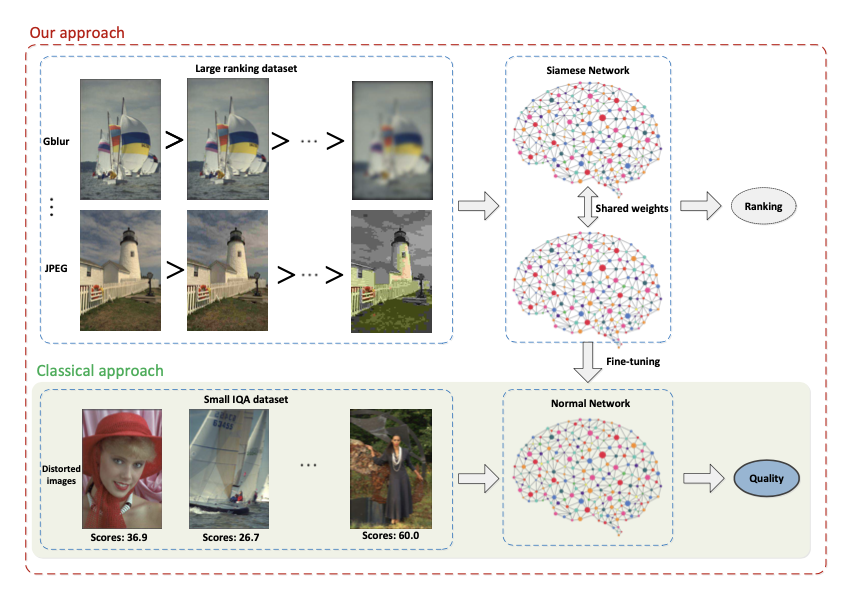 Our approach
Large ranking dataset
Siamese Network
Gblur
> > ... >
Shared weights
Ranking
JPEG
> > ... >
Fine-tuning
Classical approach
Small IQA dataset
Normal Network
...
Distorted
images
Quality
Scores: 36.9
Scores: 26.7
Scores: 60.0